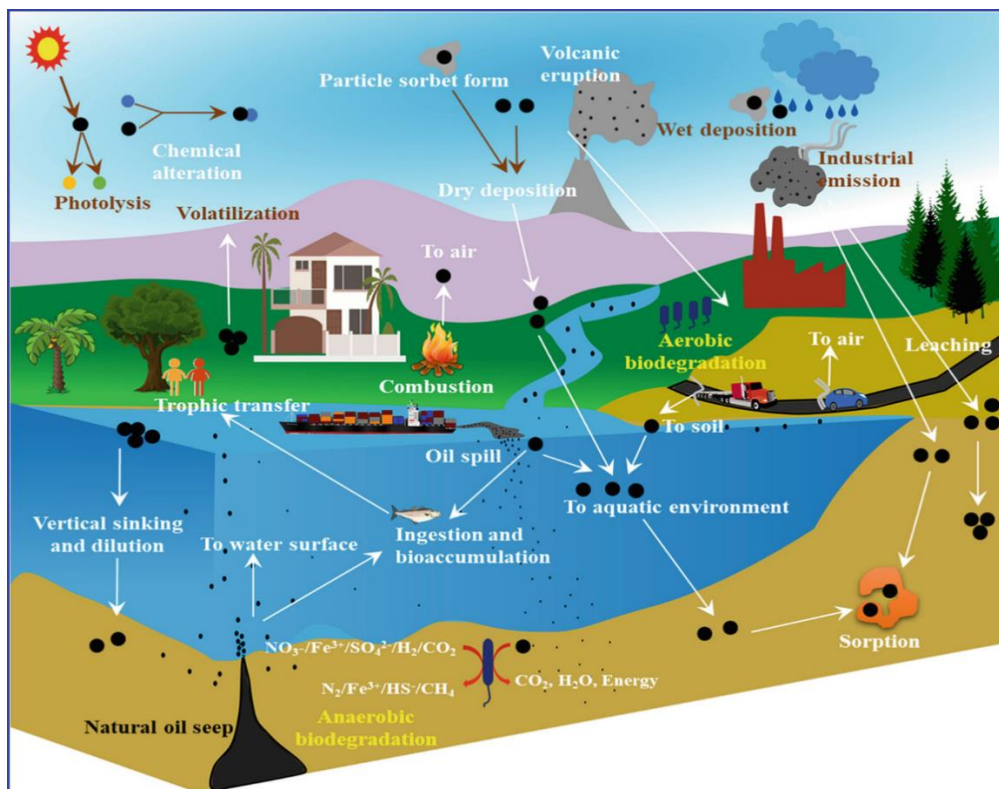 Volcanic
eruption
Particle sorbet form
Wet deposition
Chemical
alteration
Industrial
emission
Photolysis
Dry deposition
Volatilization
To air
Aerobic
biodegradation
To air
Leaching
Combustion
Trophic transfer
To soil
Oil spill
To aquatic environment
Vertical sinking
and dilution
To water surface
Ingestion and
bioaccumulation
Sorption
NO₃-/Fe³⁺/SO₄²⁻/H₂/CO₂
N₂/Fe³⁺/HS-/CH₄
CO₂, H₂O, Energy
Natural oil seep
Anaerobic
biodegradation